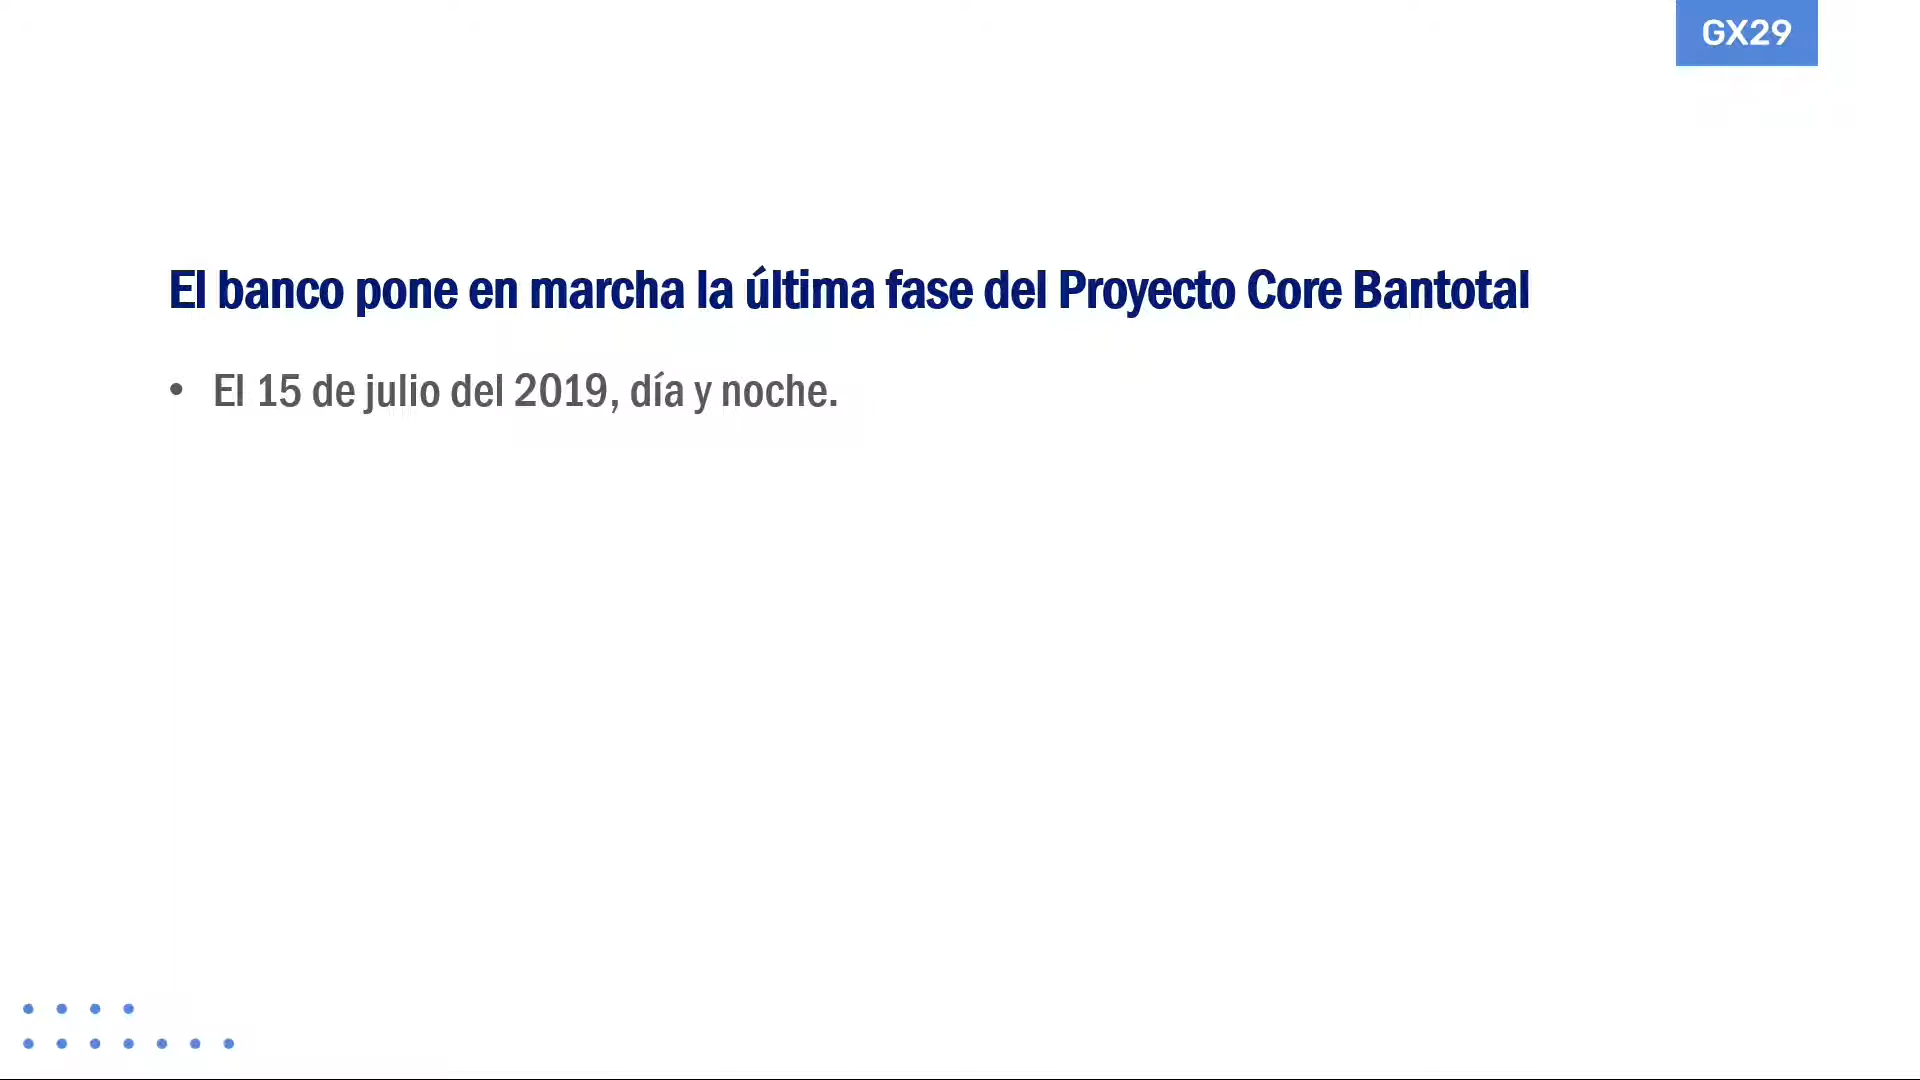 GX29
El banco pone en marcha la última fase del Proyecto Core Bantotal
• El 15 de julio del 2019, día y noche.